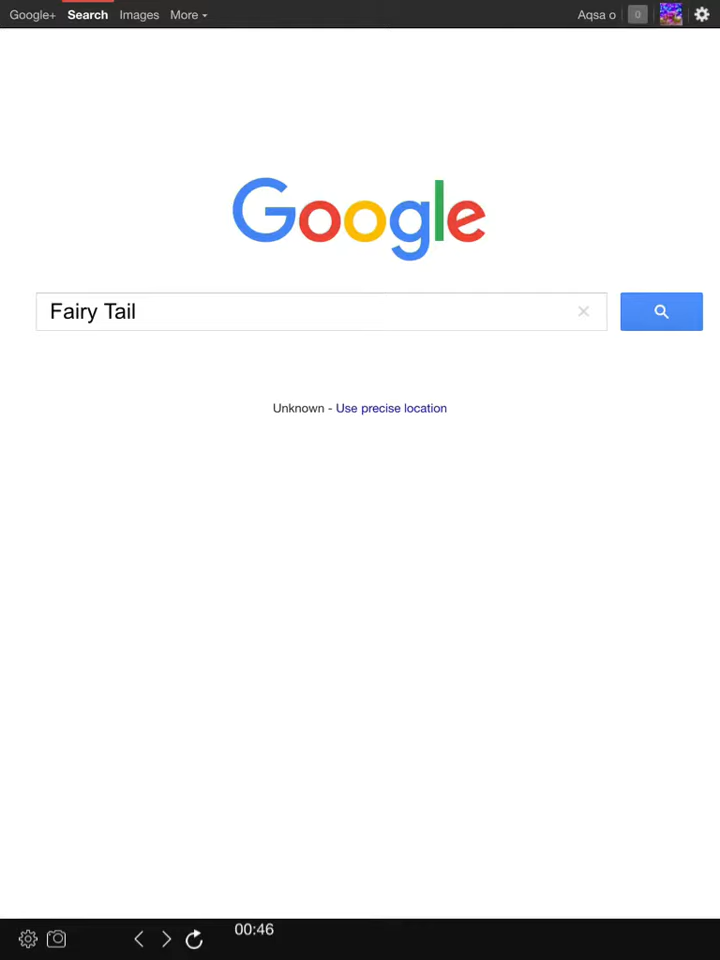 Google+ Search Images More Aqsa o 0
Google
Fairy Tail
Unknown - Use precise location
00:46